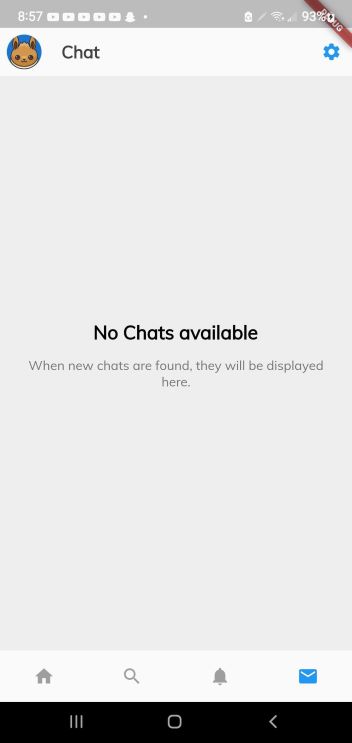 8:57
93%
DEBUG
Chat
No Chats available
When new chats are found, they will be displayed
here.